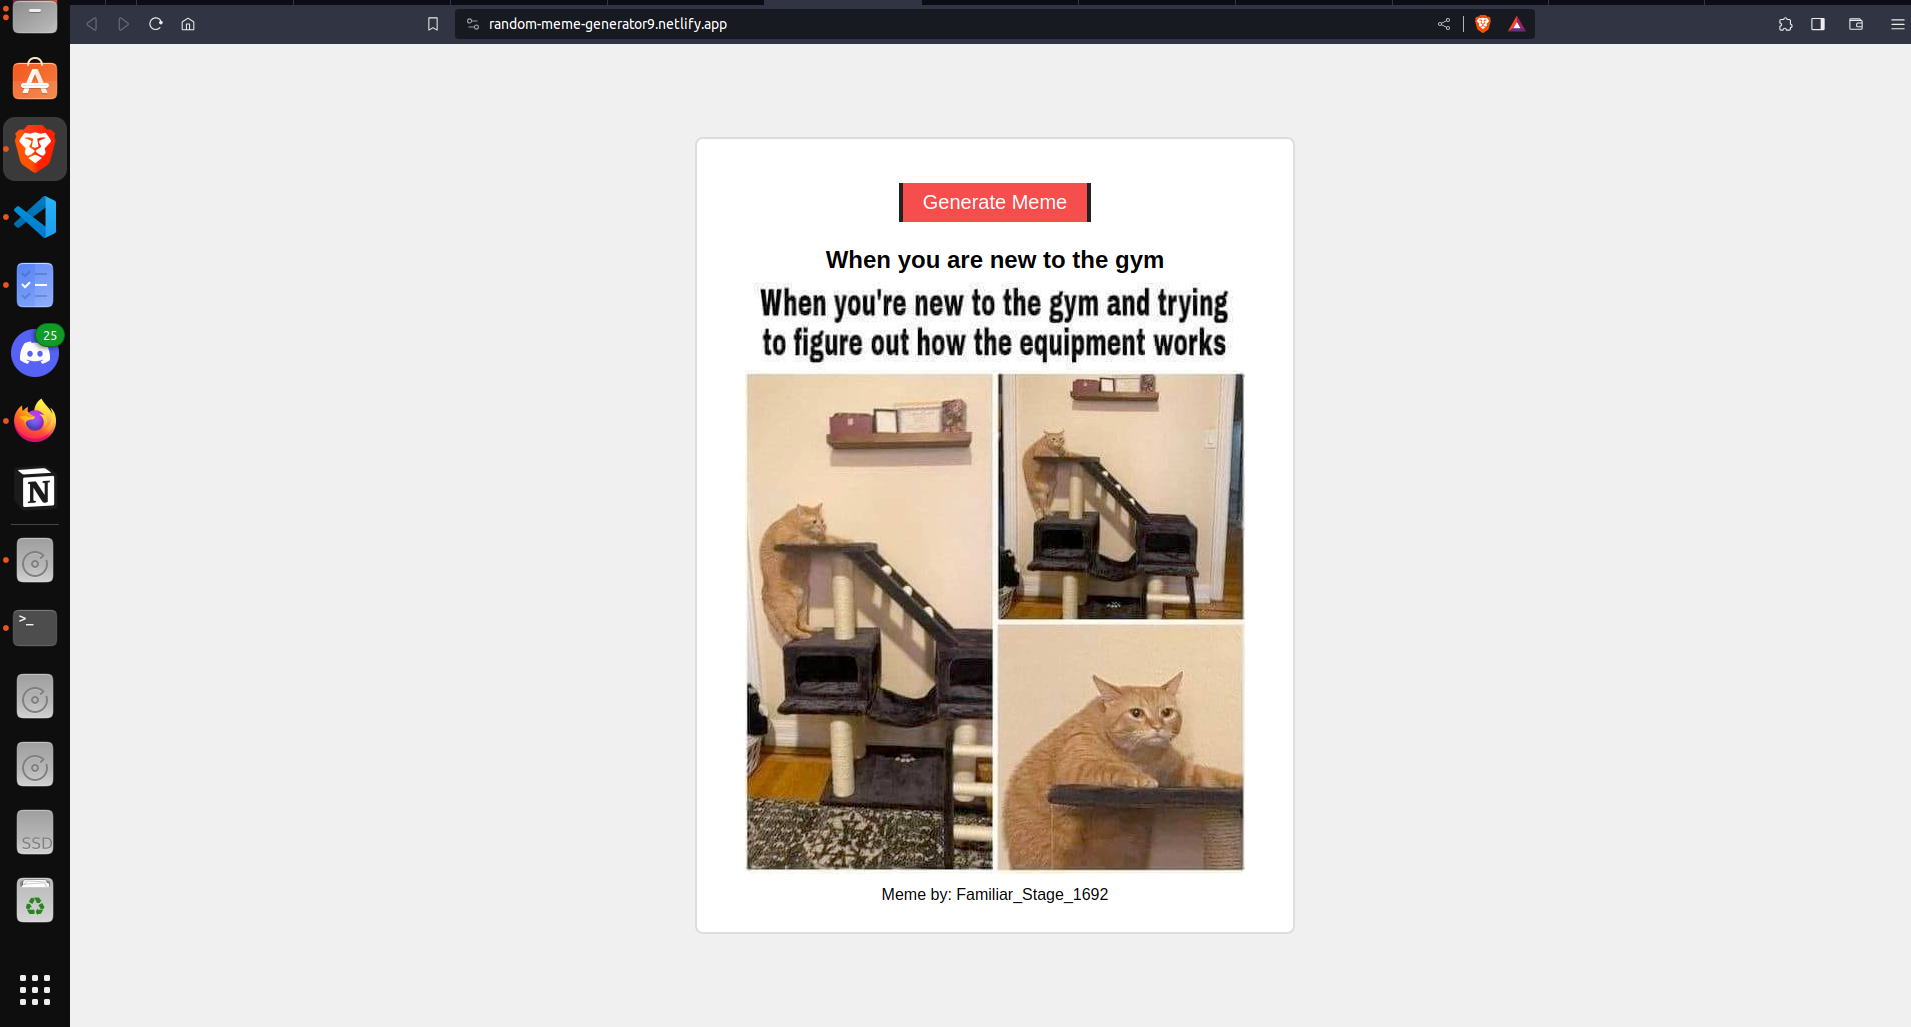 random-meme-generator9.netlify.app
25
N
>_
SSD
Generate Meme
When you are new to the gym
When you're new to the gym and trying
to figure out how the equipment works
Meme by: Familiar_Stage_1692